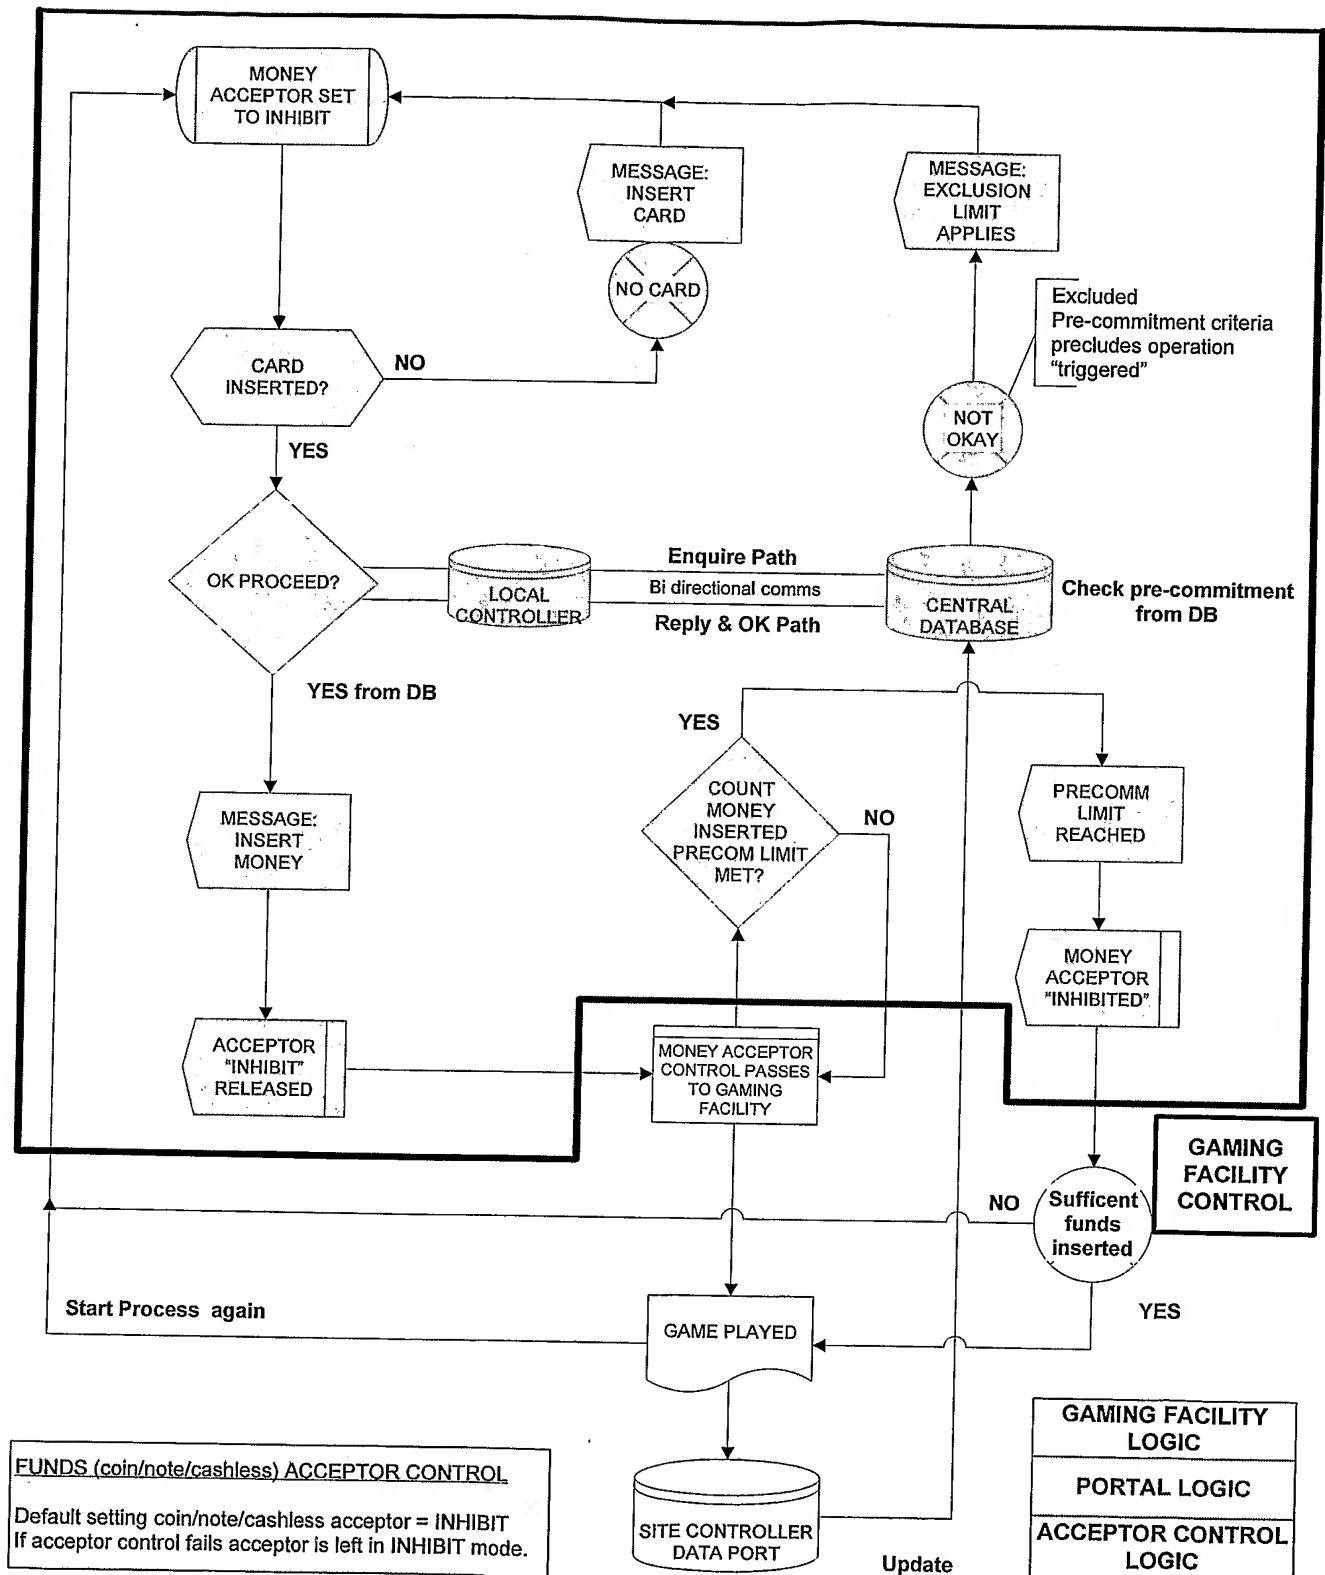 MONEY
ACCEPTOR SET
TO INHIBIT
MESSAGE:
INSERT
CARD
MESSAGE:
EXCLUSION
LIMIT
APPLIES
NO CARD
Excluded
Pre-commitment criteria
precludes operation
“triggered”
CARD
INSERTED?
NO
NOT
OKAY
YES
OK PROCEED?
LOCAL
CONTROLLER
Enquire Path
Bi directional comms
Reply & OK Path
CENTRAL
DATABASE
Check pre-commitment
from DB
YES from DB
YES
MESSAGE:
INSERT
MONEY
COUNT
MONEY
INSERTED
PRECOM LIMIT
MET?
NO
PRECOMM
LIMIT
REACHED
MONEY
ACCEPTOR
“INHIBITED”
ACCEPTOR
“INHIBIT”
RELEASED
MONEY ACCEPTOR
CONTROL PASSES
TO GAMING
FACILITY
GAMING
FACILITY
CONTROL
NO
Sufficent
funds
inserted
YES
Start Process again
GAME PLAYED
SITE CONTROLLER
DATA PORT
Update
FUNDS (coin/note/cashless) ACCEPTOR CONTROL
Default setting coin/note/cashless acceptor = INHIBIT
If acceptor control fails acceptor is left in INHIBIT mode.
GAMING FACILITY
LOGIC
PORTAL LOGIC
ACCEPTOR CONTROL
LOGIC